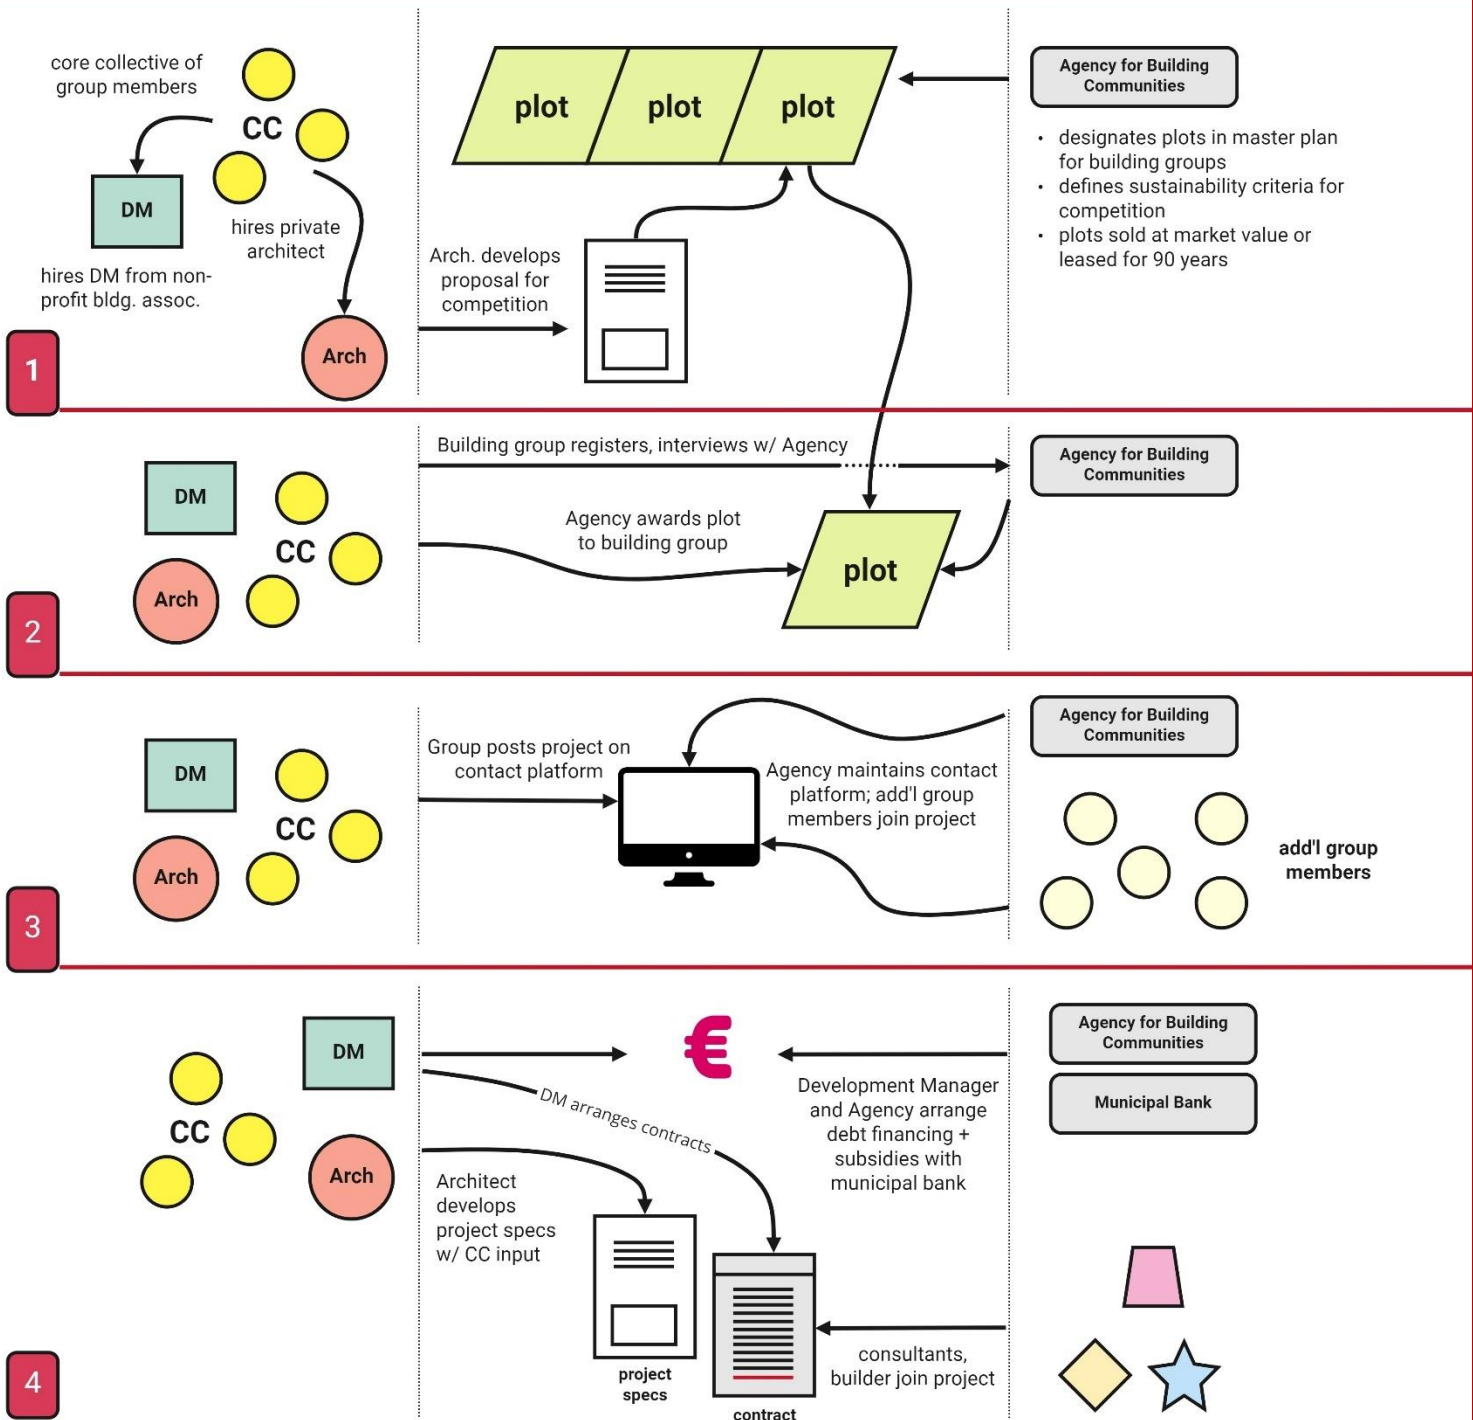 core collective of
group members
CC
DM
hires DM from non-
profit bldg. assoc.
hires private
architect
Arch
1
plot
plot
plot
Arch. develops
proposal for
competition
Agency for Building
Communities
• designates plots in master plan
for building groups
• defines sustainability criteria for
competition
• plots sold at market value or
leased for 90 years
DM
CC
Arch
2
Building group registers, interviews w/ Agency
Agency awards plot
to building group
plot
Agency for Building
Communities
DM
CC
Arch
3
Group posts project on
contact platform
Agency maintains contact
platform; add'l group
members join project
Agency for Building
Communities
add'l group
members
DM
CC
Arch
4
€
DM arranges contracts
Development Manager
and Agency arrange
debt financing +
subsidies with
municipal bank
Architect
develops
project specs
w/ CC input
project
specs
contract
consultants,
builder join project
Agency for Building
Communities
Municipal Bank